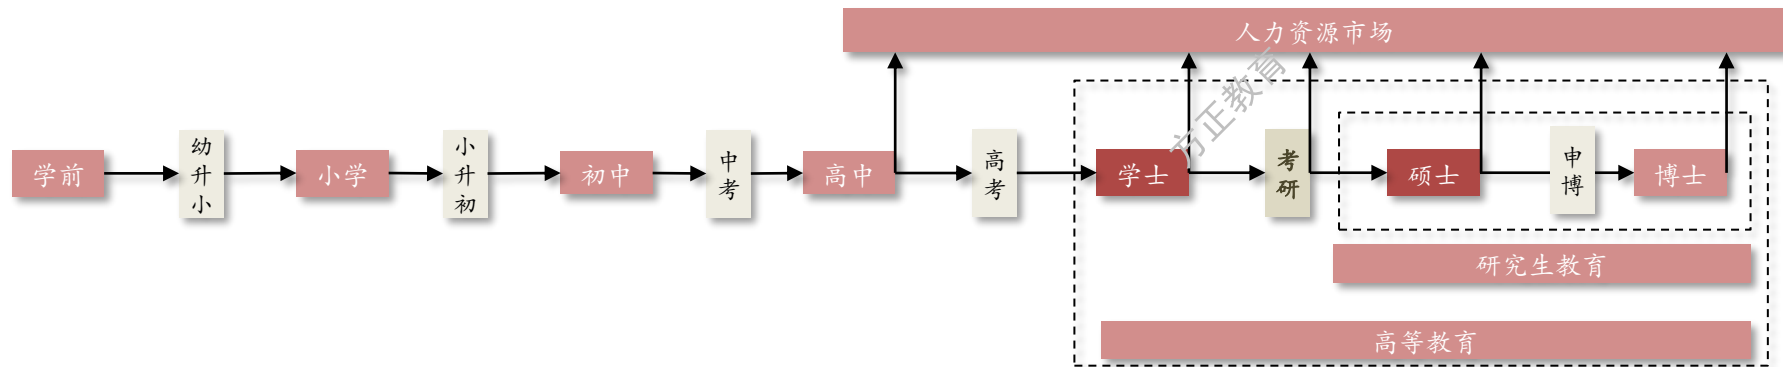 人力资源市场
学前
幼升小
小学
小升初
初中
中考
高中
高考
学士
考研
硕士
申博
博士
研究生教育
高等教育
方正教育